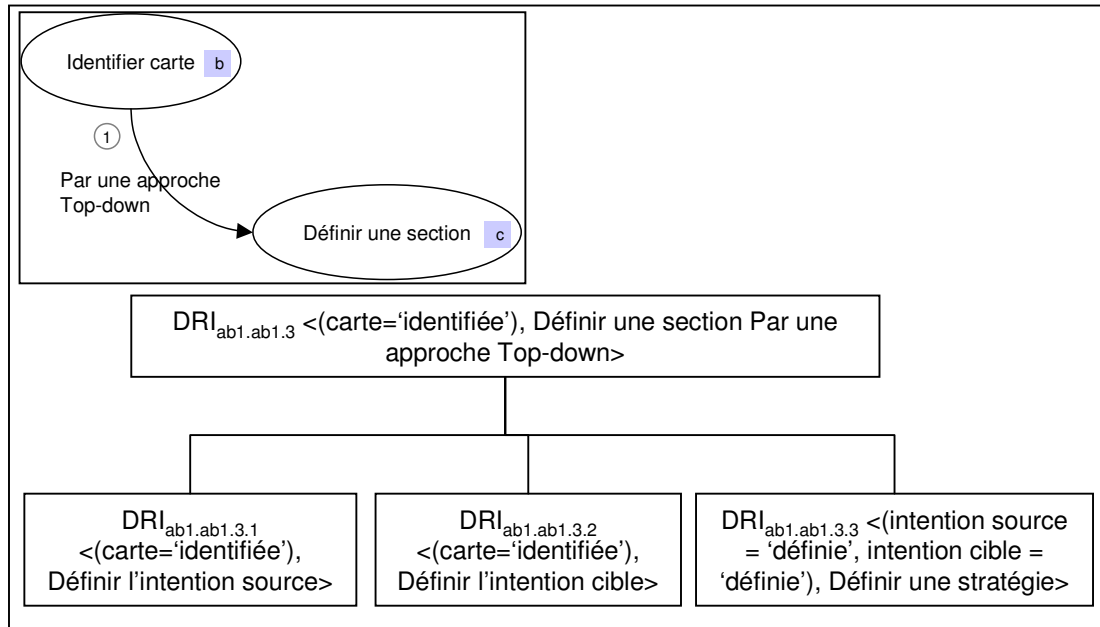 Identifier carte b
1
Par une approche
Top-down
Définir une section c
DRIab1.ab1.3 <(carte=‘identifiée’), Définir une section Par une
approche Top-down>
DRIab1.ab1.3.1
<(carte=‘identifiée’),
Définir l’intention source>
DRIab1.ab1.3.2
<(carte=‘identifiée’),
Définir l’intention cible>
DRIab1.ab1.3.3 <(intention source
= ‘définie’, intention cible =
‘définie’), Définir une stratégie>